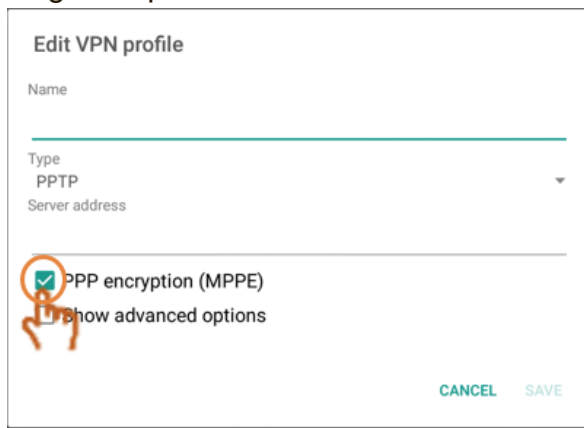 Edit VPN profile
Name
Type
PPTP
Server address
PPP encryption (MPPE)
Show advanced options
CANCEL SAVE